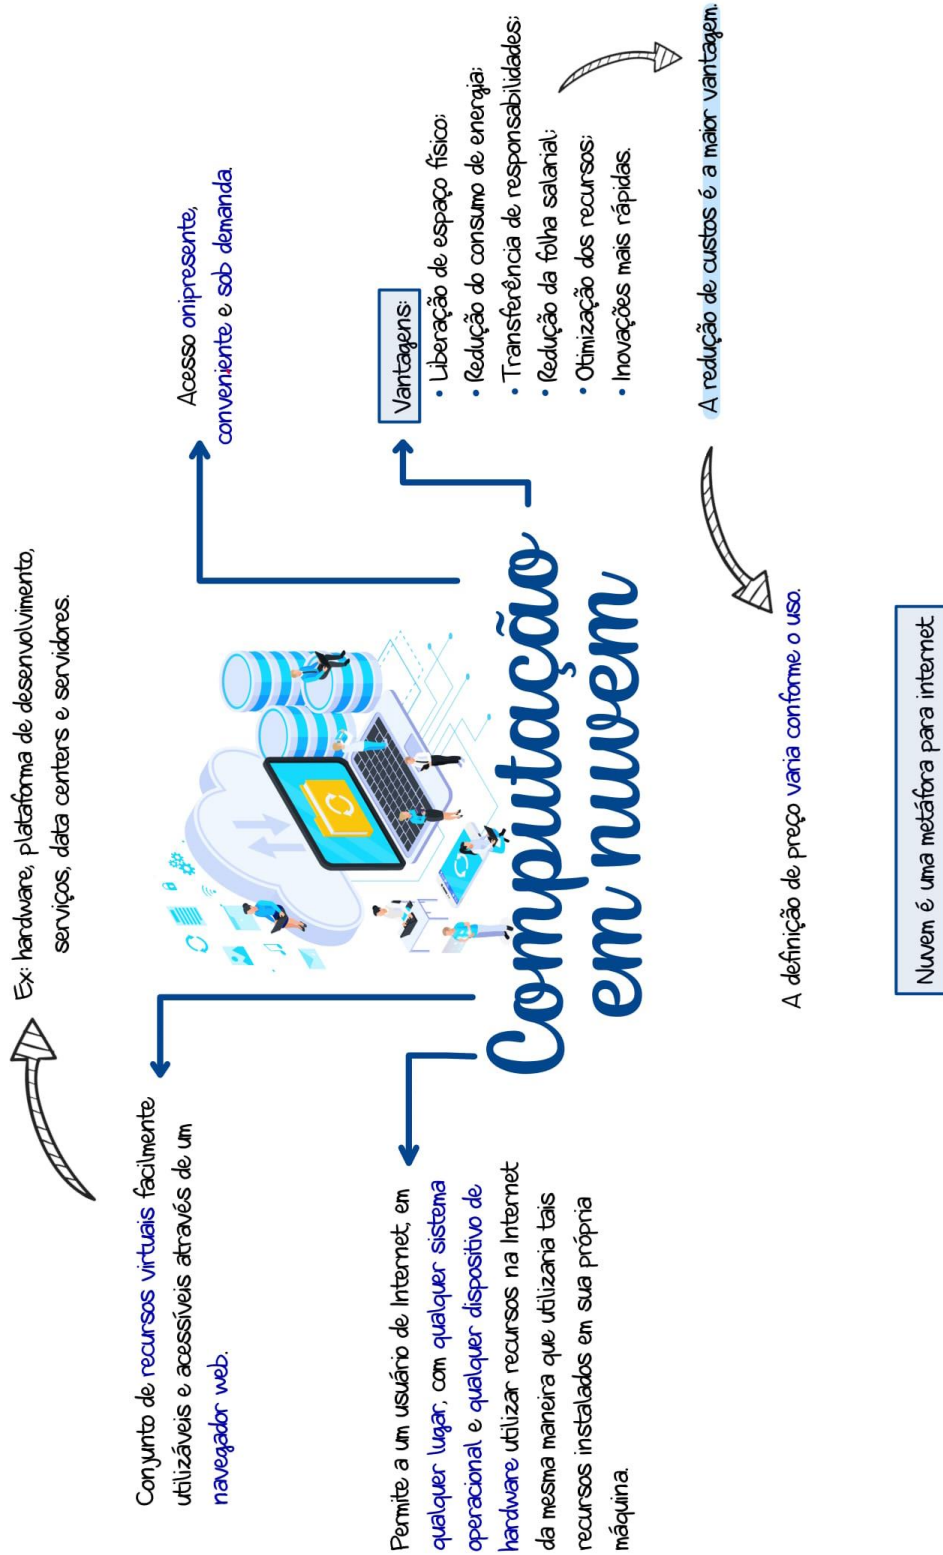 Ex: hardware, plataforma de desenvolvimento,
serviços, data centers e servidores.
Conjunto de recursos virtuais facilmente
utilizáveis e acessíveis através de um
navegador web.
Acesso onipresente,
conveniente e sob demanda.
Permite a um usuário de Internet, em
qualquer lugar, com qualquer sistema
operacional e qualquer dispositivo de
hardware utilizar recursos na Internet
da mesma maneira que utilizaria tais
recursos instalados em sua própria
máquina.
Computação
em nuvem
Vantagens:
• Liberação de espaço físico;
• Redução do consumo de energia;
• Transferência de responsabilidades;
• Redução da folha salarial;
• Otimização dos recursos;
• Inovações mais rápidas.
A redução de custos é a maior vantagem.
A definição de preço varia conforme o uso.
Nuvem é uma metáfora para internet